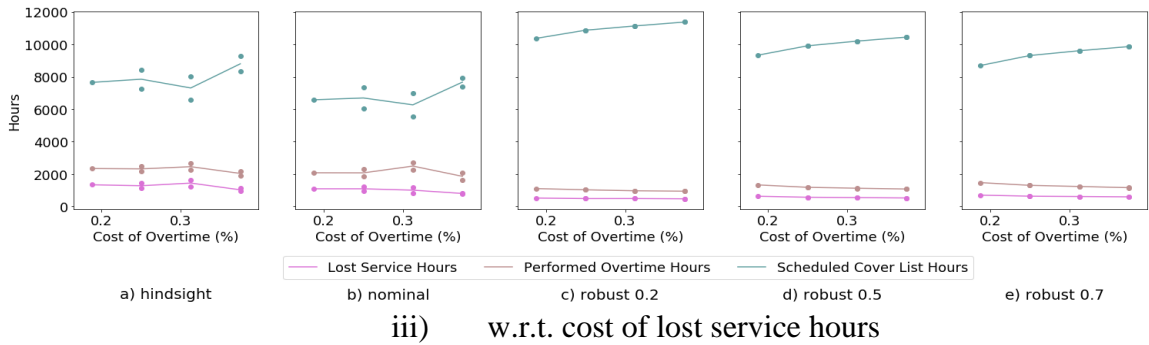 12000
10000
8000
6000
4000
2000
0
Hours
0.2 0.3 0.2 0.3 0.2 0.3 0.2 0.3 0.2 0.3
Cost of Overtime (%) Cost of Overtime (%) Cost of Overtime (%) Cost of Overtime (%) Cost of Overtime (%)
Lost Service Hours Performed Overtime Hours Scheduled Cover List Hours
a) hindsight b) nominal c) robust 0.2 d) robust 0.5 e) robust 0.7
iii) w.r.t. cost of lost service hours